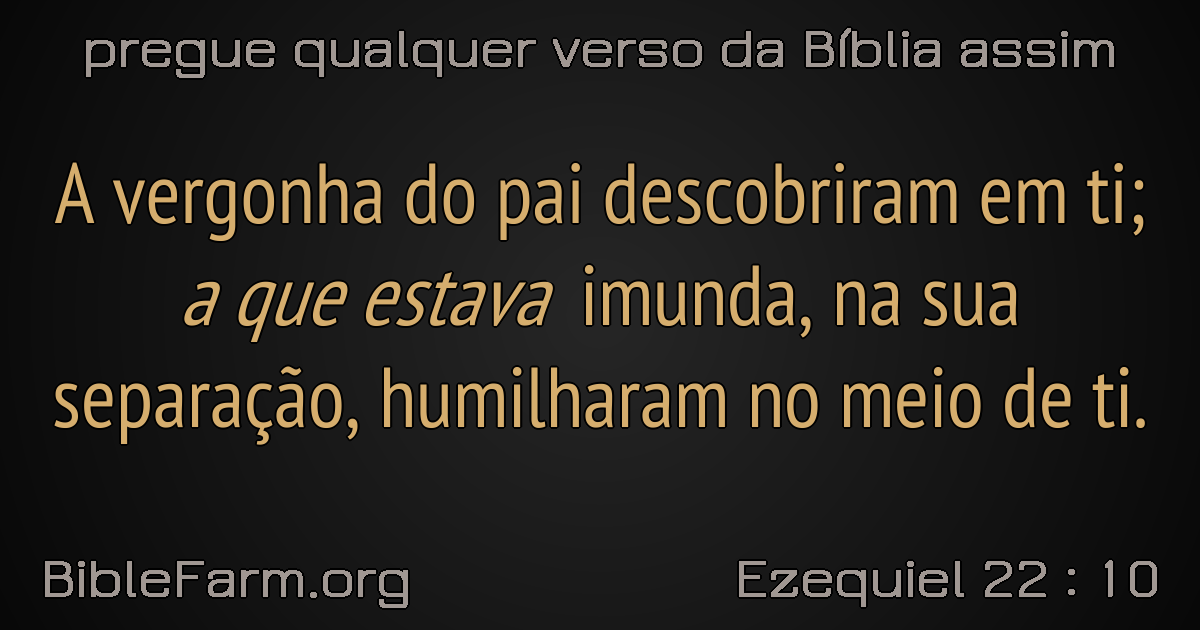 pregue qualquer verso da Bíblia assim
A vergonha do pai descobriram em ti;
a que estava imunda, na sua
separação, humilharam no meio de ti.
BibleFarm.org
Ezequiel 22 : 10